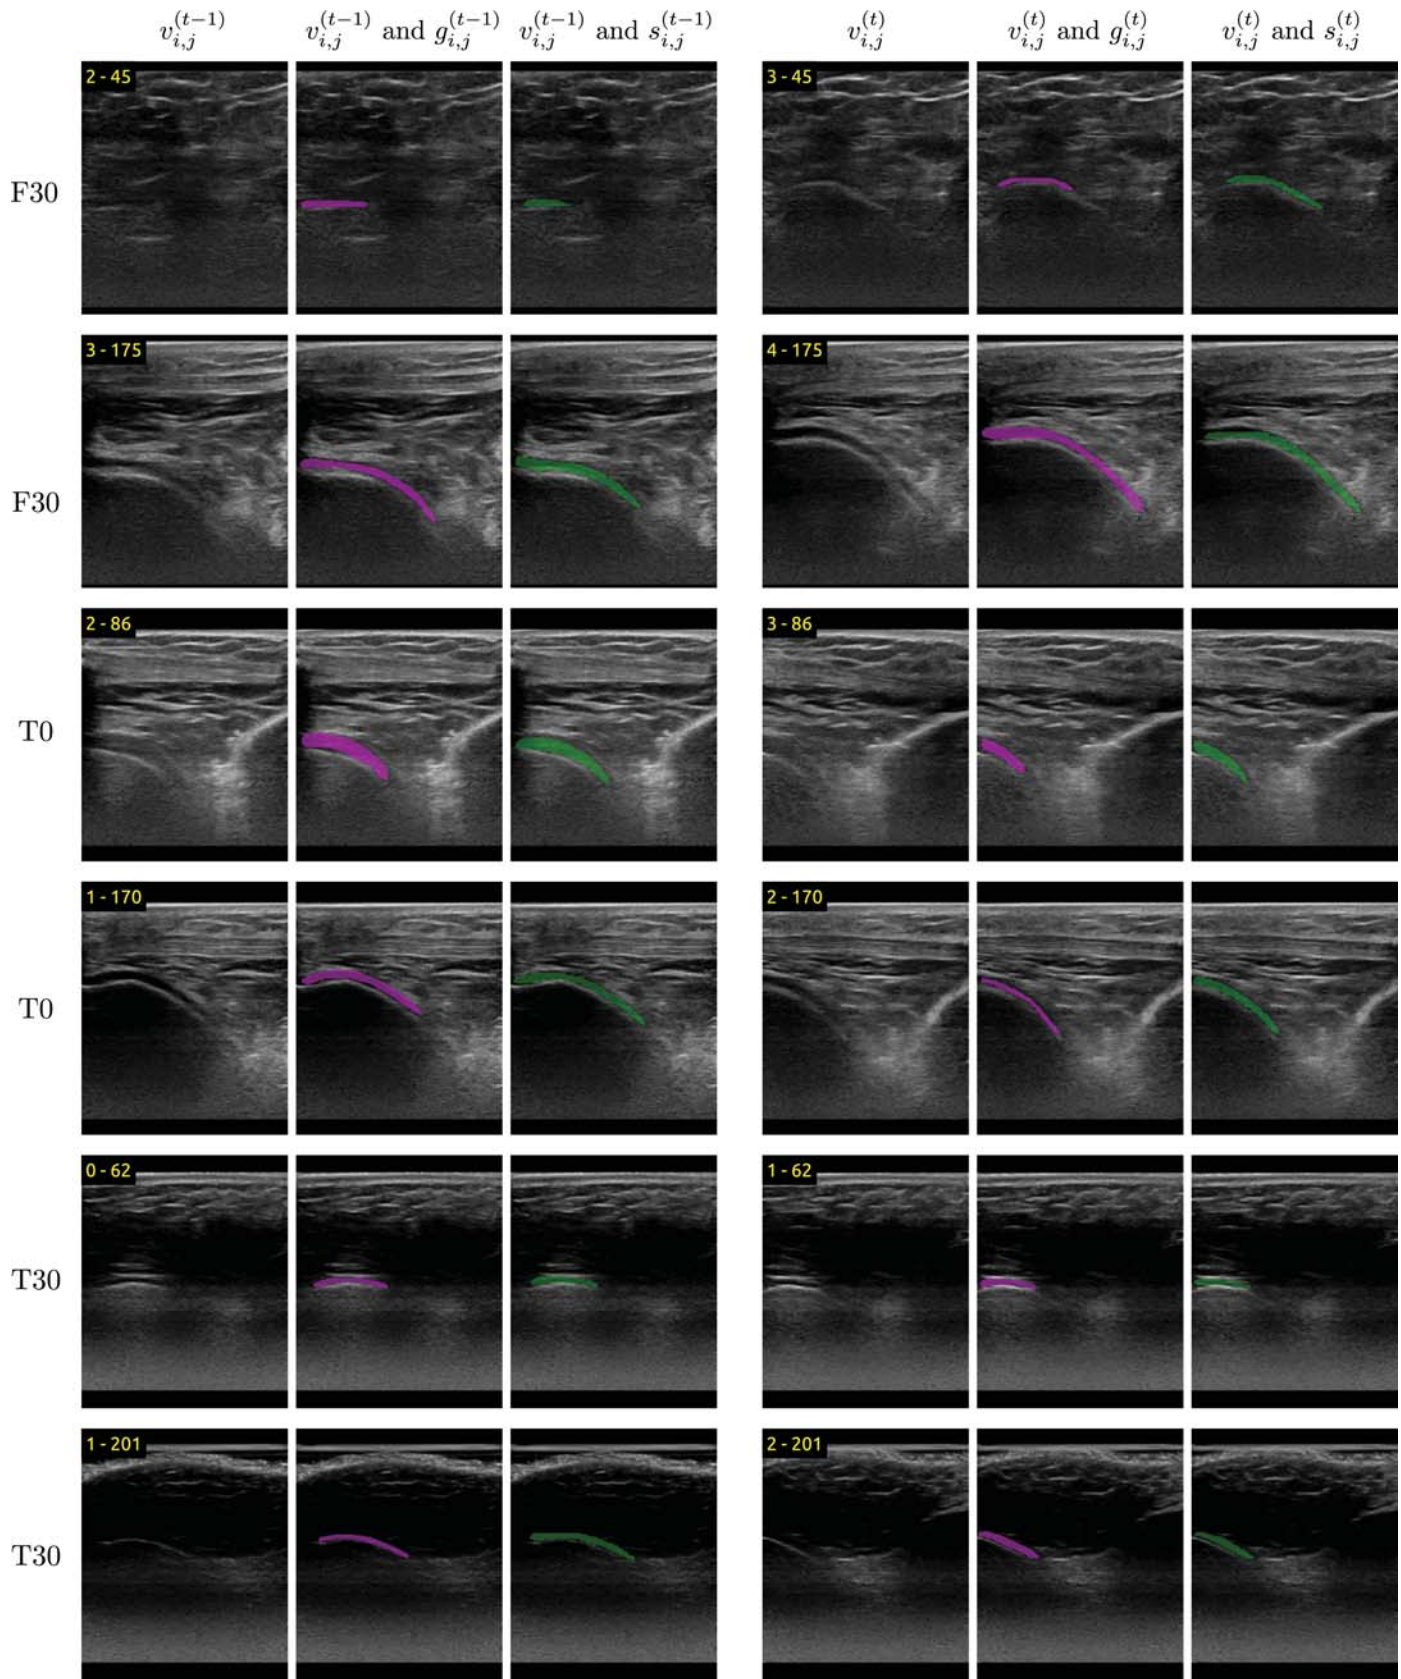 $v_{i,j}^{(t-1)}$ $v_{i,j}^{(t-1)}$ and $g_{i,j}^{(t-1)}$ $v_{i,j}^{(t-1)}$ and $s_{i,j}^{(t-1)}$ $v_{i,j}^{(t)}$ $v_{i,j}^{(t)}$ and $g_{i,j}^{(t)}$ $v_{i,j}^{(t)}$ and $s_{i,j}^{(t)}$
2 - 45 3 - 45
F30
3 - 175 4 - 175
F30
2 - 86 3 - 86
T0
1 - 170 2 - 170
T0
0 - 62 1 - 62
T30
1 - 201 2 - 201
T30